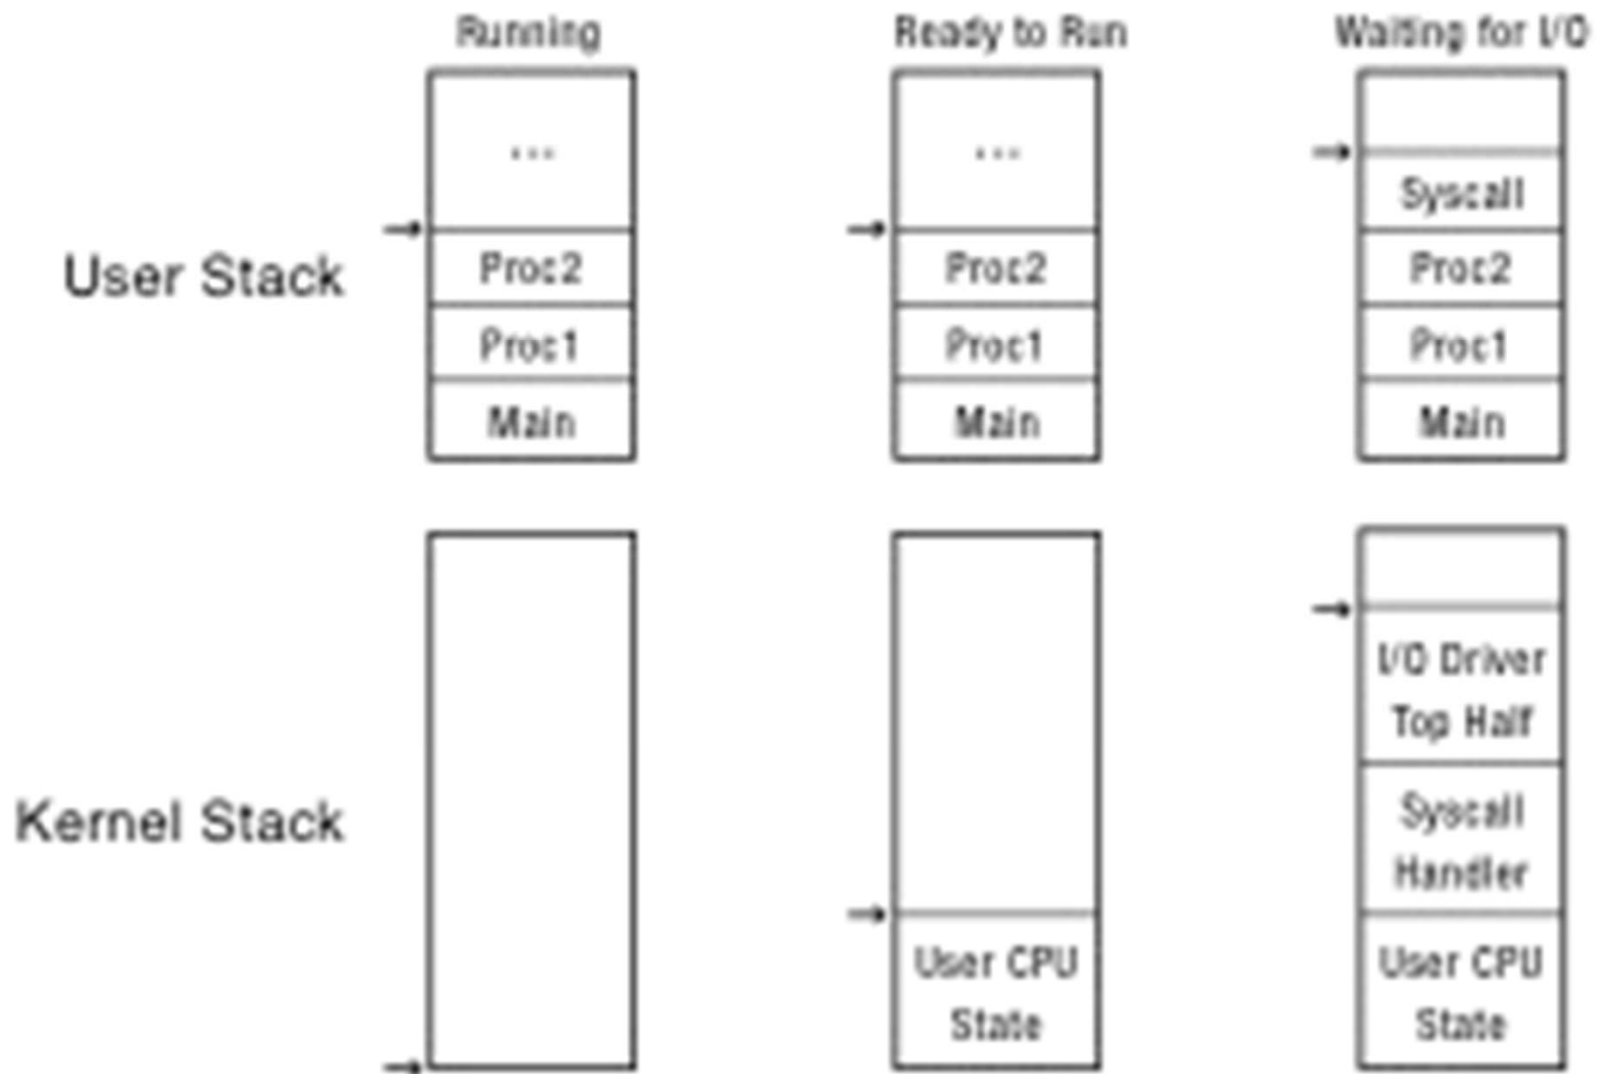 Running
Ready to Run
Waiting for I/O
...
...
Syscall
User Stack
Proc2
Proc2
Proc2
Proc1
Proc1
Proc1
Main
Main
Main
I/O Driver
Top Half
Kernel Stack
Syscall
Handler
User CPU
State
User CPU
State